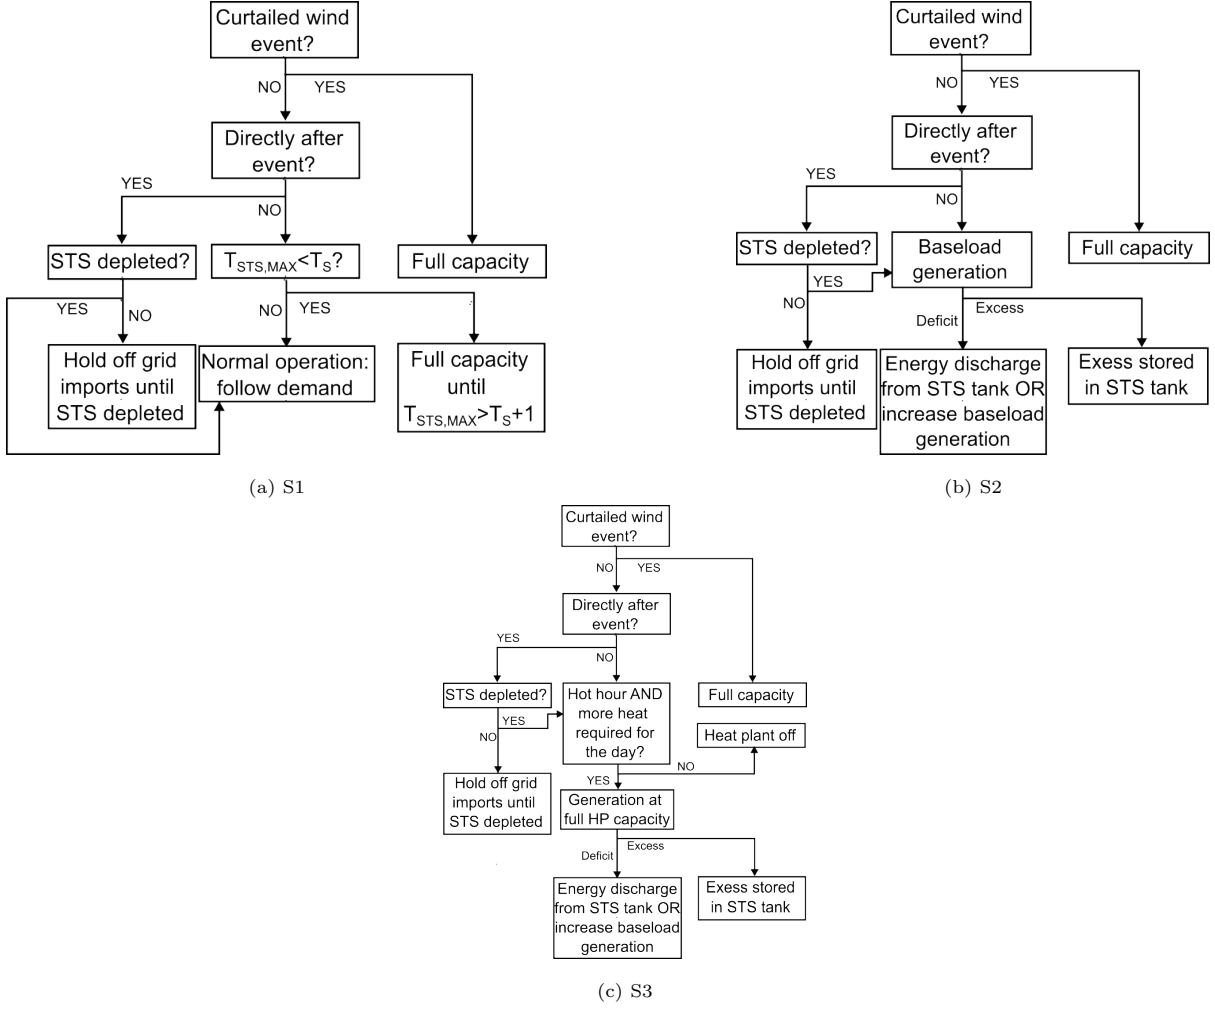 Curtailed wind
event?
NO
YES
Directly after
event?
YES
NO
STS depleted?
T_STS,MAX<T_S?
Full capacity
YES
NO
NO
YES
Hold off grid
imports until
STS depleted
Normal operation:
follow demand
Full capacity
until
T_STS,MAX>T_S+1
(a) S1
Curtailed wind
event?
NO
YES
Directly after
event?
YES
NO
STS depleted?
Baseload
generation
Full capacity
YES
NO
Deficit
Excess
Hold off grid
imports until
STS depleted
Energy discharge
from STS tank OR
increase baseload
generation
Exess stored
in STS tank
(b) S2
Curtailed wind
event?
NO
YES
Directly after
event?
YES
NO
STS depleted?
Hot hour AND
more heat
required for
the day?
Full capacity
Heat plant off
YES
NO
NO
YES
Hold off grid
imports until
STS depleted
Generation at
full HP capacity
Deficit
Excess
Energy discharge
from STS tank OR
increase baseload
generation
Exess stored
in STS tank
(c) S3